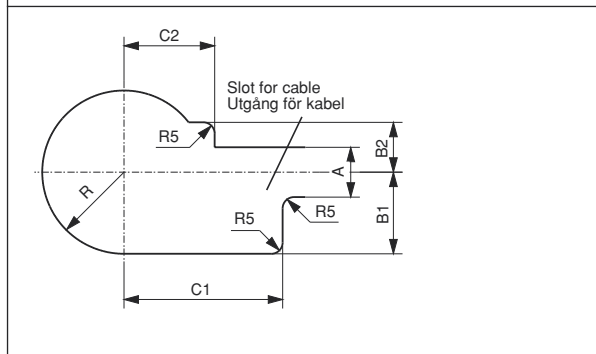 C2
Slot for cable
Utgång för kabel
R5
B2
A
R
R5
R5
B1
C1